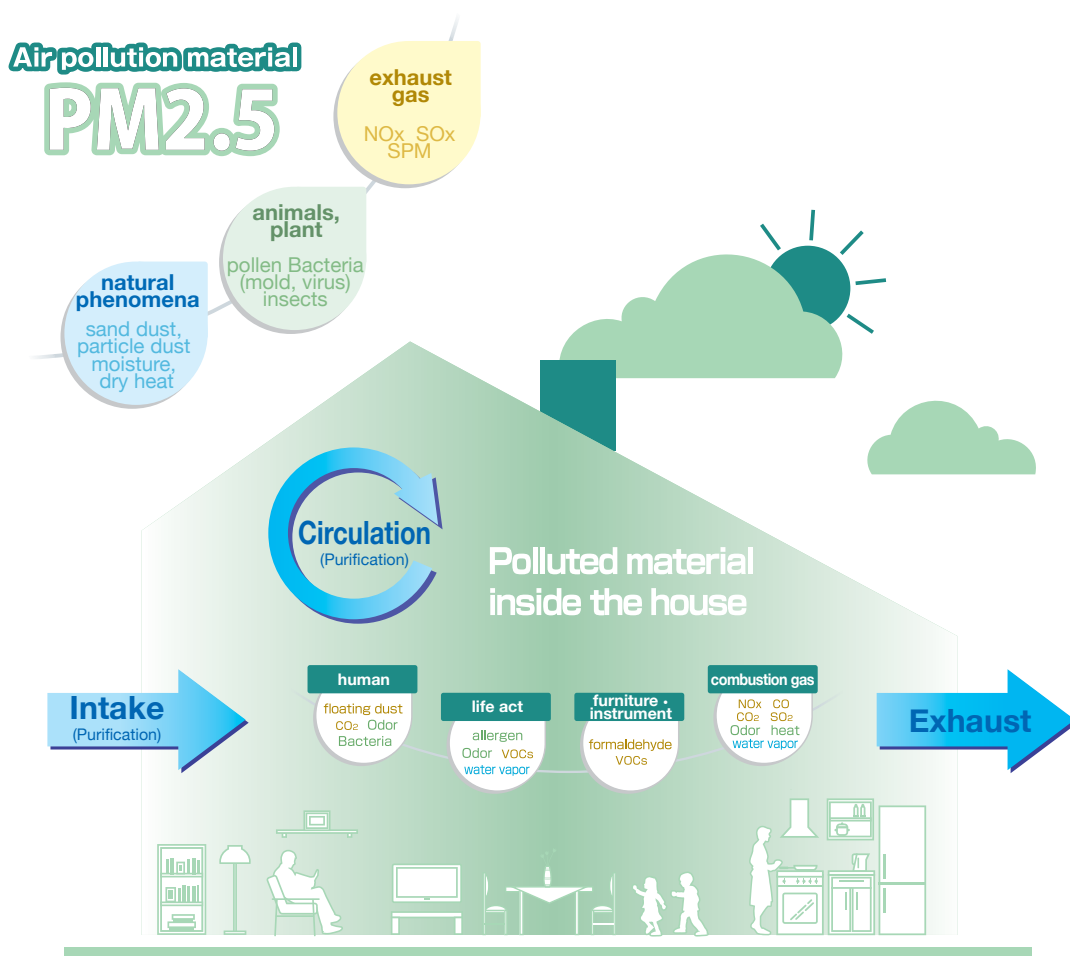 Air pollution material
PM2.5
exhaust
gas
NOx SOx
SPM
animals,
plant
pollen Bacteria
(mold, virus)
insects
natural
phenomena
sand dust,
particle dust
moisture,
dry heat
Circulation
(Purification)
Polluted material
inside the house
Intake
(Purification)
human
floating dust
CO₂ Odor
Bacteria
life act
allergen
Odor VOCs
water vapor
furniture・
instrument
formaldehyde
VOCs
combustion gas
NOx CO
CO₂ SO₂
Odor heat
water vapor
Exhaust